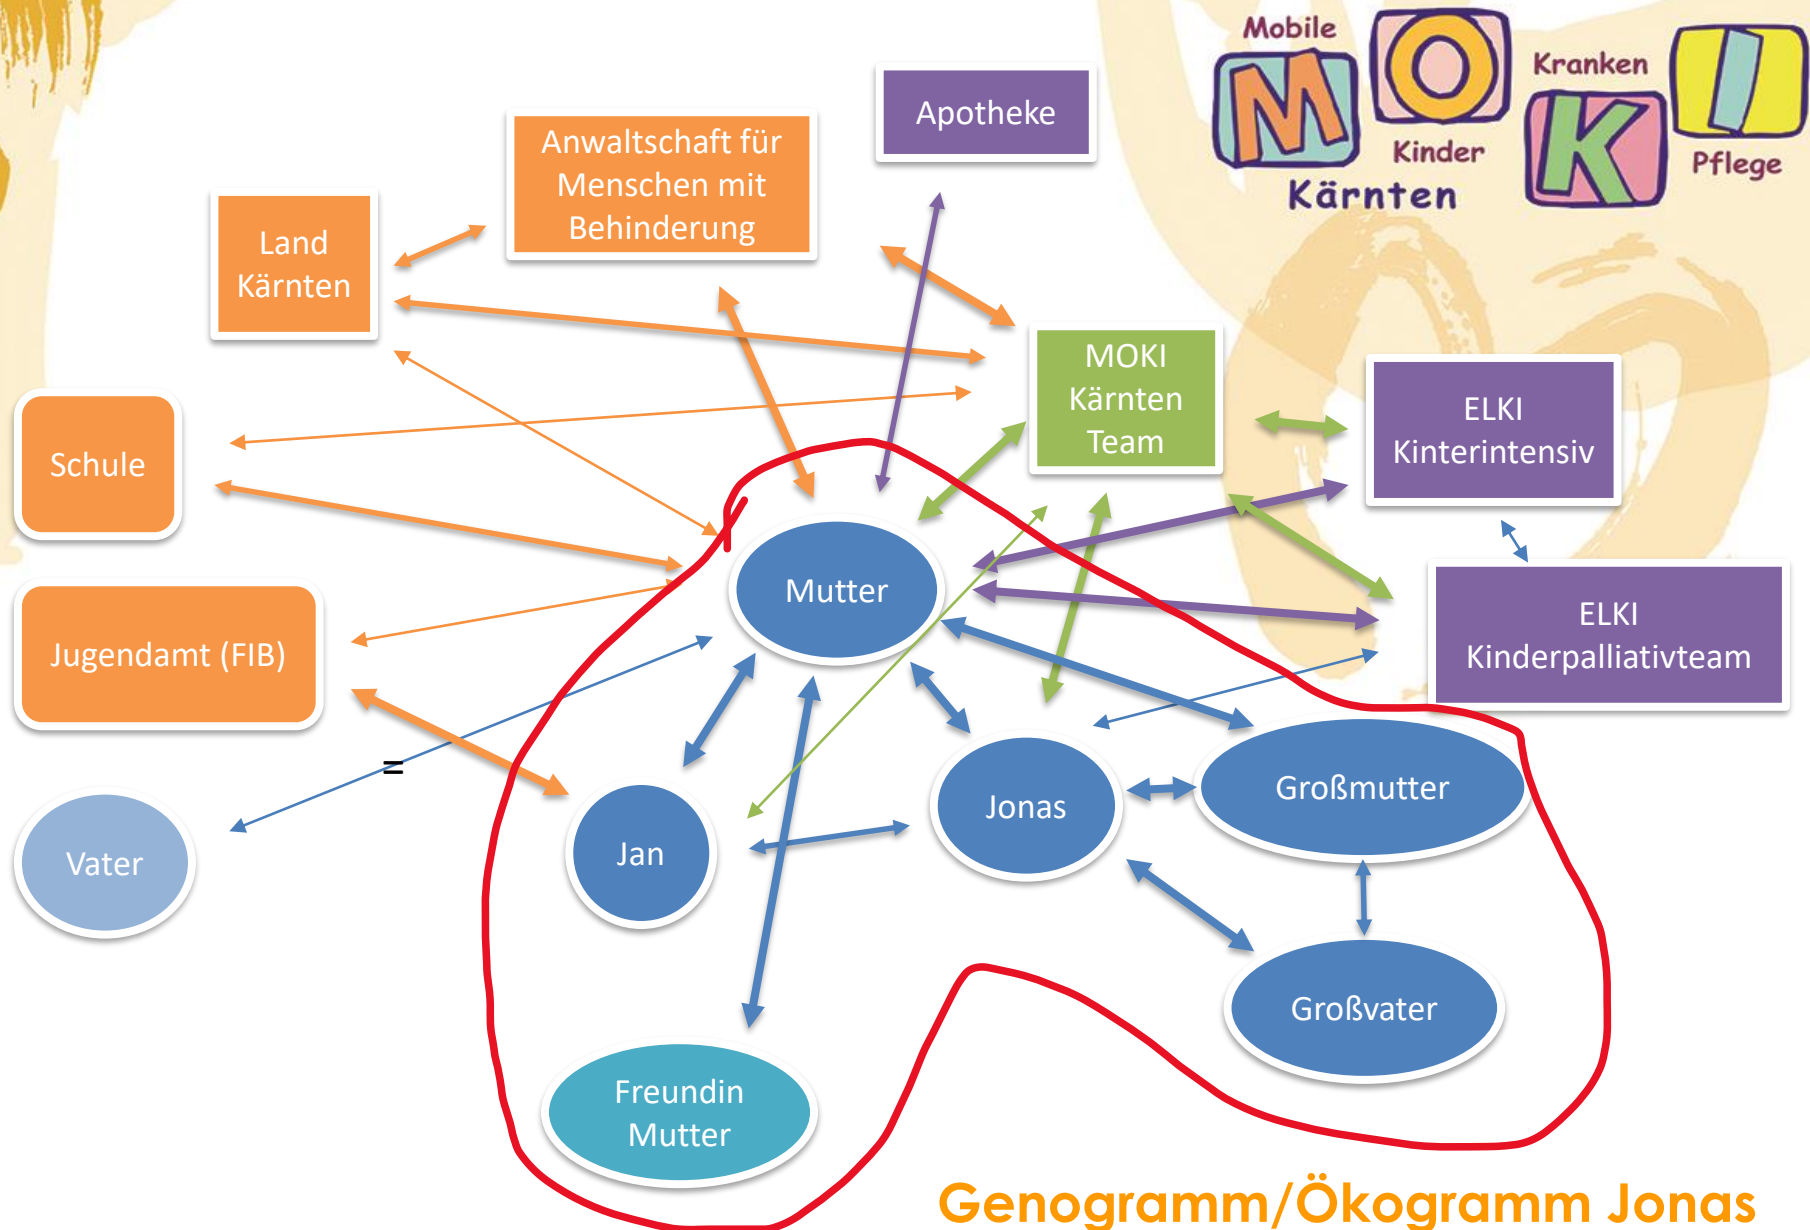 Mobile
M
O
Kinder
Kranken
K
I
Pflege
Kärnten
Apotheke
Anwaltschaft für
Menschen mit
Behinderung
Land
Kärnten
MOKI
Kärnten
Team
ELKI
Kinterintensiv
Schule
Mutter
ELKI
Kinderpalliativteam
Jugendamt (FIB)
=
Großmutter
Jonas
Jan
Vater
Großvater
Freundin
Mutter
Genogramm/Ökogramm Jonas